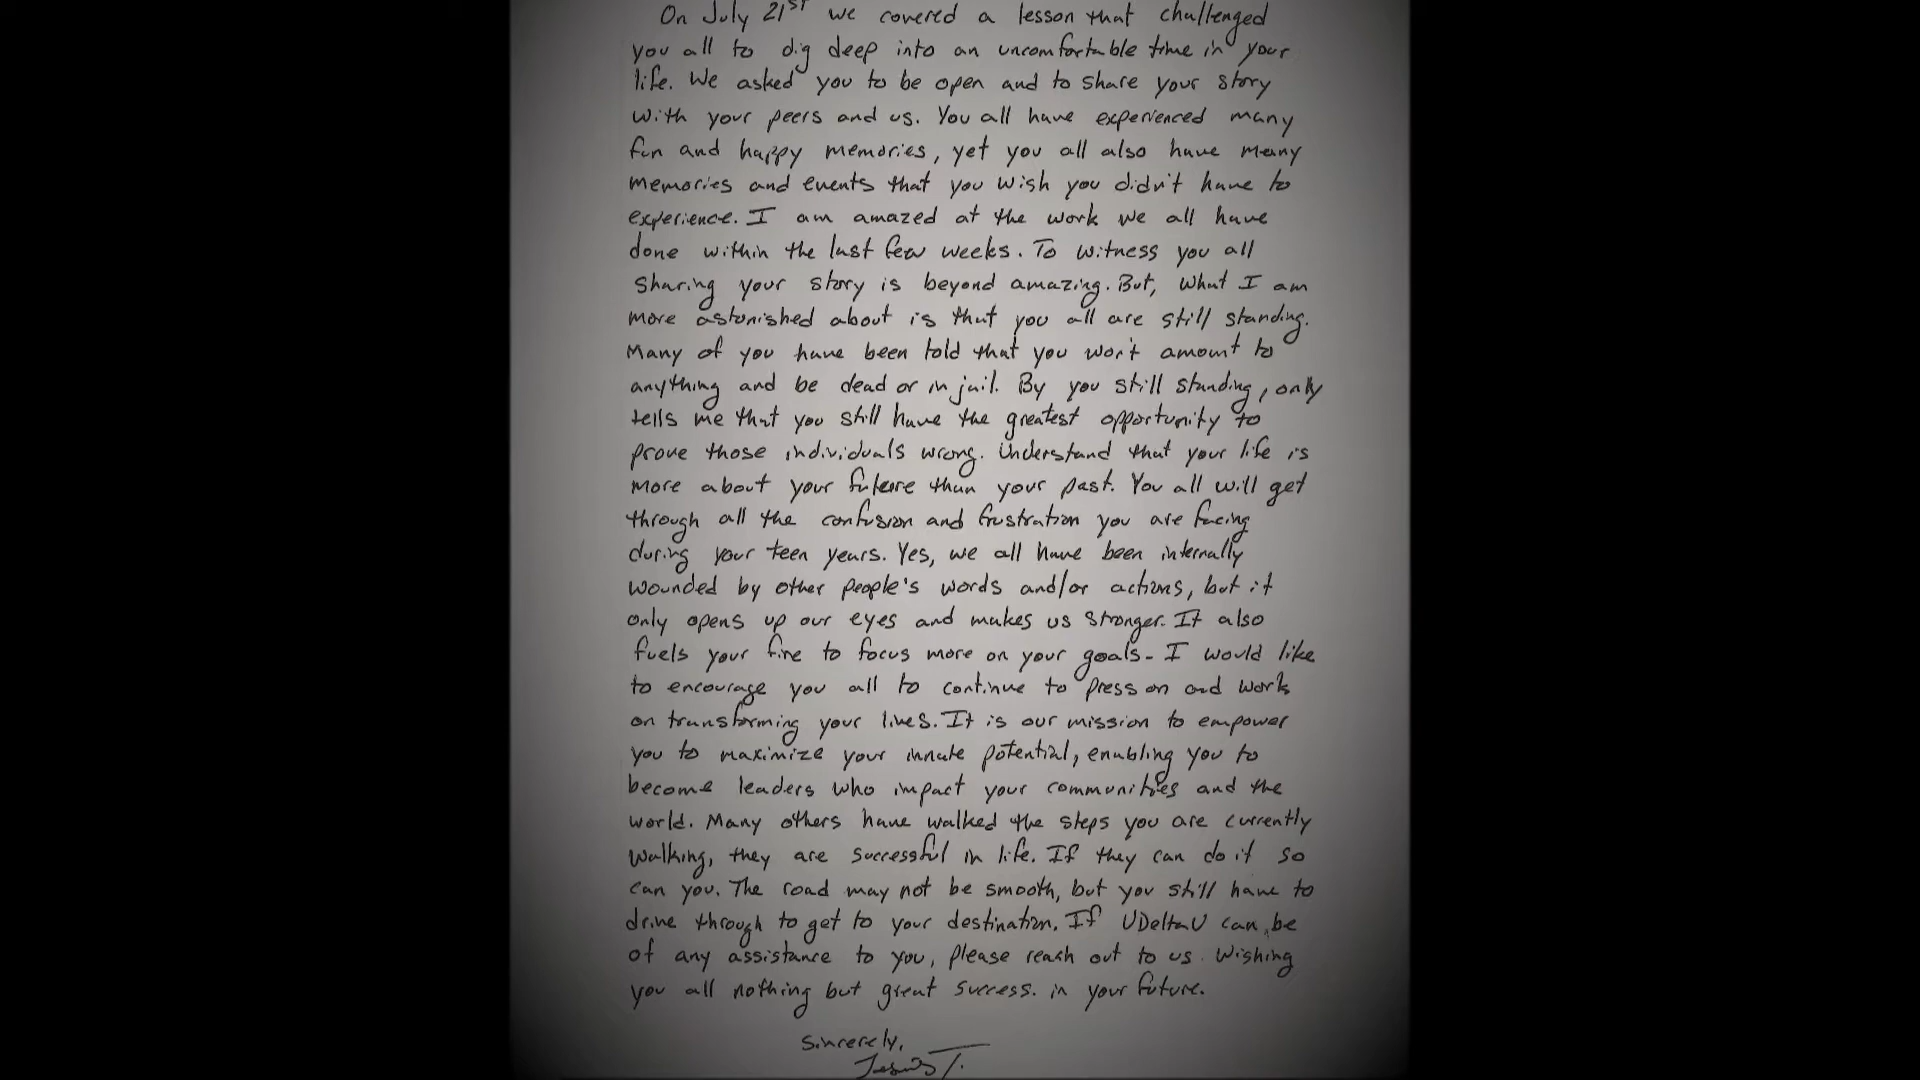 On July 21st we covered a lesson that challenged
you all to dig deep into an uncomfortable time in your
life. We asked you to be open and to share your story
with your peers and us. You all have experienced many
fun and happy memories, yet you all also have many
memories and events that you wish you didn't have to
experience. I am amazed at the work we all have
done within the last few weeks. To witness you all
sharing your story is beyond amazing. But, what I am
more astonished about is that you all are still standing.
Many of you have been told that you won't amount to
anything and be dead or in jail. By you still standing, only
tells me that you still have the greatest opportunity to
prove those individuals wrong. Understand that your life is
more about your future than your past. You all will get
through all the confusion and frustration you are facing
during your teen years. Yes, we all have been internally
wounded by other people's words and/or actions, but it
only opens up our eyes and makes us stronger. It also
fuels your fire to focus more on your goals. I would like
to encourage you all to continue to press on and work
on transforming your lives. It is our mission to empower
you to maximize your innate potential, enabling you to
become leaders who impact your communities and the
world. Many others have walked the steps you are currently
walking, they are successful in life. If they can do it so
can you. The road may not be smooth, but you still have to
drive through to get to your destination. If UDeltaU can be
of any assistance to you, please reach out to us. Wishing
you all nothing but great success. in your future.
Sincerely,
Jesús T.